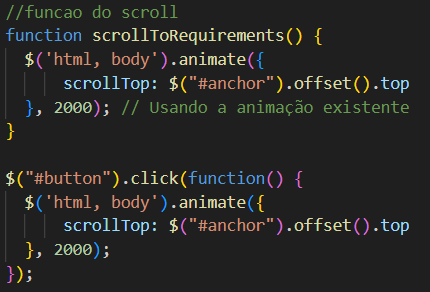 //funcao do scroll
function scrollToRequirements() {
  $('html, body').animate({
      scrollTop: $("#anchor").offset().top
  }, 2000); // Usando a animação existente
}

$("#button").click(function() {
  $('html, body').animate({
      scrollTop: $("#anchor").offset().top
  }, 2000);
});